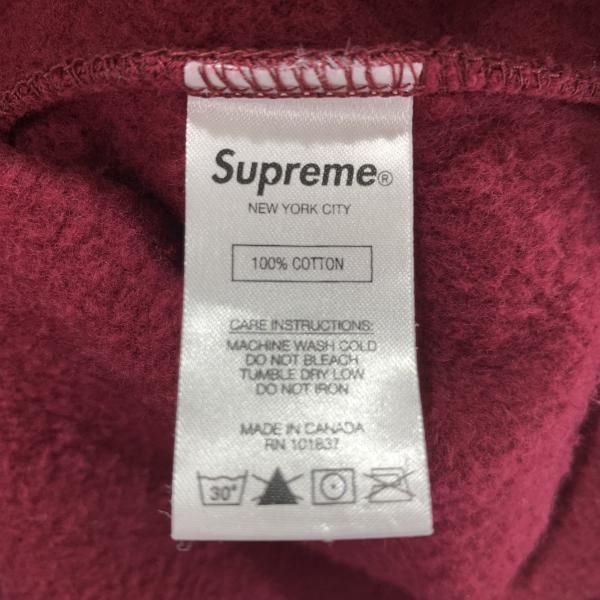 Supreme®
NEW YORK CITY
100% COTTON
CARE INSTRUCTIONS:
MACHINE WASH COLD
DO NOT BLEACH
TUMBLE DRY LOW
DO NOT IRON
MADE IN CANADA
RN 101837
30°